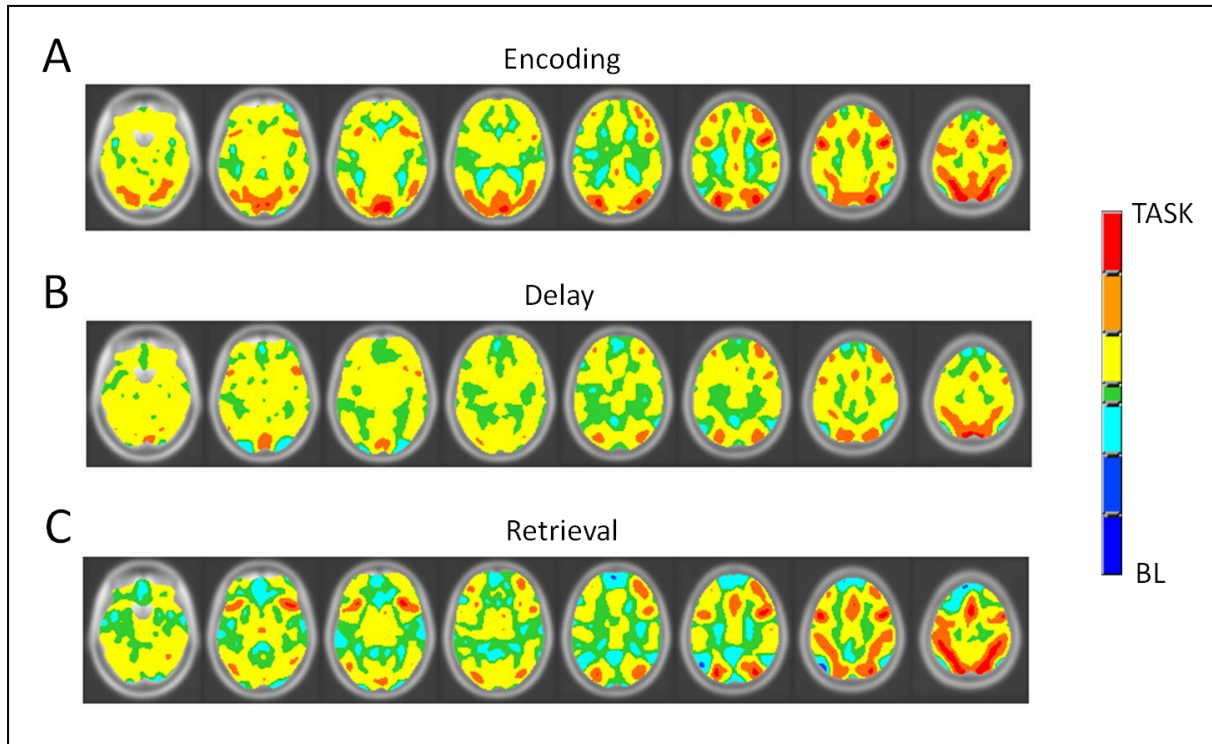 A
Encoding
TASK
B
Delay
C
Retrieval
BL